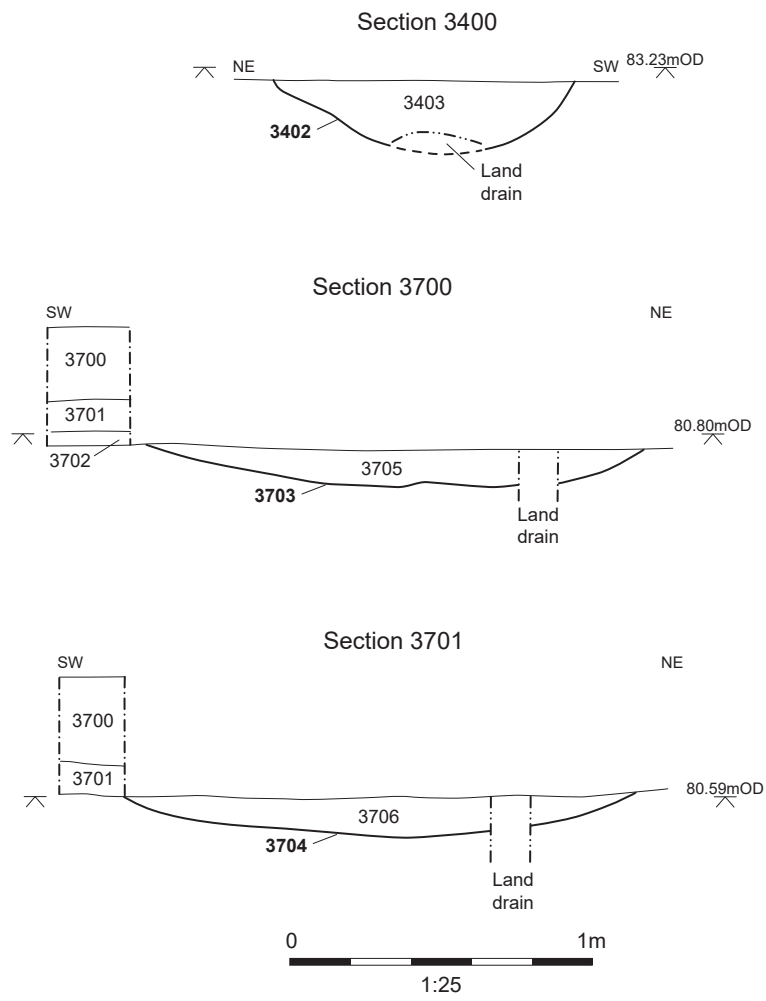 Section 3400
NE
SW
83.23mOD
3403
3402
Land
drain
Section 3700
SW
NE
3700
3701
80.80mOD
3702
3705
3703
Land
drain
Section 3701
SW
NE
3700
3701
80.59mOD
3706
3704
Land
drain
0
1m
1:25